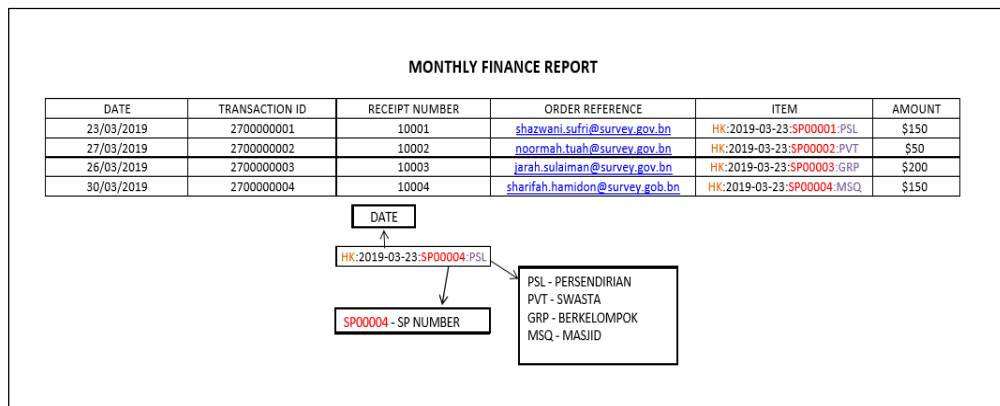 MONTHLY FINANCE REPORT
DATE TRANSACTION ID RECEIPT NUMBER ORDER REFERENCE ITEM AMOUNT
23/03/2019 2700000001 10001 shazwani.sufri@survey.gov.bn HK:2019-03-23:SP00001:PSL $150
27/03/2019 2700000002 10002 noormah.tuah@survey.gov.bn HK:2019-03-23:SP00002:PVT $50
26/03/2019 2700000003 10003 jarah.sulaiman@survey.gov.bn HK:2019-03-23:SP00003:GRP $200
30/03/2019 2700000004 10004 sharifah.hamidon@survey.gob.bn HK:2019-03-23:SP00004:MSQ $150
DATE
HK:2019-03-23:SP00004:PSL
PSL - PERSENDIRIAN
PVT - SWASTA
GRP - BERKELOMPOK
MSQ - MASJID
SP00004 - SP NUMBER